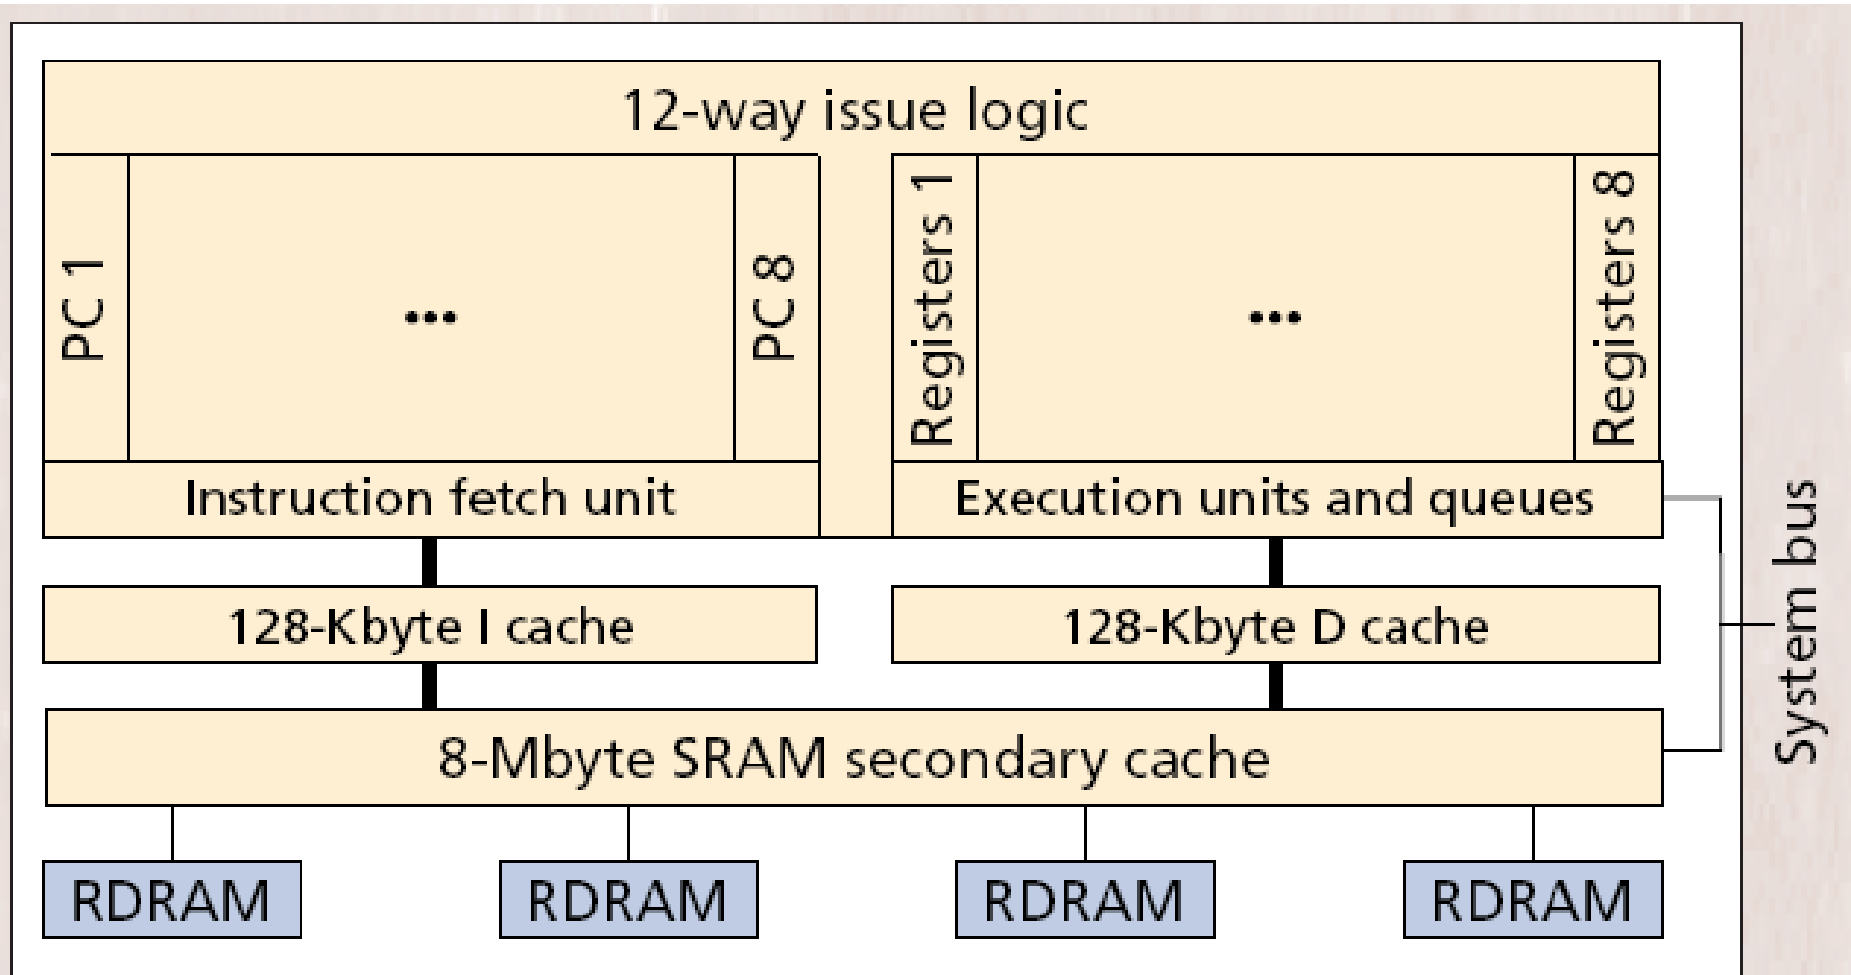 12-way issue logic
PC 1
...
PC 8
Registers 1
...
Registers 8
Instruction fetch unit
Execution units and queues
128-Kbyte I cache
128-Kbyte D cache
System bus
8-Mbyte SRAM secondary cache
RDRAM
RDRAM
RDRAM
RDRAM